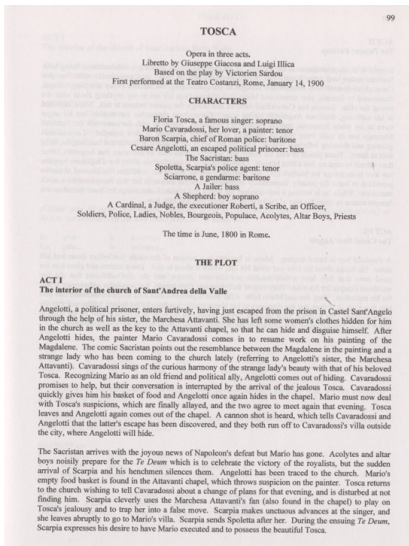 99
TOSCA
Opera in three acts.
Libretto by Giuseppe Giacosa and Luigi Illica
Based on the play by Victorien Sardou
First performed at the Teatro Costanzi, Rome, January 14, 1900
CHARACTERS
Floria Tosca, a famous singer: soprano
Mario Cavaradossi, her lover, a painter: tenor
Baron Scarpia, chief of Roman police: baritone
Cesare Angelotti, an escaped political prisoner: bass
The Sacristan: bass
Spoletta, Scarpia's police agent: tenor
Sciarrone, a gendarme: baritone
A Jailer: bass
A Shepherd: boy soprano
A Cardinal, a Judge, the executioner Roberti, a Scribe, an Officer,
Soldiers, Police, Ladies, Nobles, Bourgeois, Populace, Acolytes, Altar Boys, Priests
The time is June, 1800 in Rome.
THE PLOT
ACT I
The interior of the church of Sant'Andrea della Valle
Angelotti, a political prisoner, enters furtively, having just escaped from the prison in Castel Sant'Angelo
through the help of his sister, the Marchesa Attavanti. She has left some women's clothes hidden for him
in the church as well as the key to the Attavanti chapel, so that he can hide and disguise himself. After
Angelotti hides, the painter Mario Cavaradossi comes in to resume work on his painting of the
Magdalene. The comic Sacristan points out the resemblance between the Magdalene in the painting and a
strange lady who has been coming to the church lately (referring to Angelotti's sister, the Marchesa
Attavanti). Cavaradossi sings of the curious harmony of the strange lady's beauty with that of his beloved
Tosca. Recognizing Mario as an old friend and political ally, Angelotti comes out of hiding. Cavaradossi
promises to help, but their conversation is interrupted by the arrival of the jealous Tosca. Cavaradossi
quickly gives him his basket of food and Angelotti once again hides in the chapel. Mario must now deal
with Tosca's suspicions, which are finally allayed, and the two agree to meet again that evening. Tosca
leaves and Angelotti again comes out of the chapel. A cannon shot is heard, which tells Cavaradossi and
Angelotti that the latter's escape has been discovered, and they both run off to Cavaradossi's villa outside
the city, where Angelotti will hide.
The Sacristan arrives with the joyous news of Napoleon's defeat but Mario has gone. Acolytes and altar
boys noisily prepare for the Te Deum which is to celebrate the victory of the royalists, but the sudden
arrival of Scarpia and his henchmen silences them. Angelotti has been traced to the church. Mario's
empty food basket is found in the Attavanti chapel, which throws suspicion on the painter. Tosca returns
to the church wishing to tell Cavaradossi about a change of plans for that evening, and is disturbed at not
finding him. Scarpia cleverly uses the Marchesa Attavanti's fan (also found in the chapel) to play on
Tosca's jealousy and to trap her into a false move. Scarpia makes unctuous advances at the singer, and
she leaves abruptly to go to Mario's villa. Scarpia sends Spoletta after her. During the ensuing Te Deum,
Scarpia expresses his desire to have Mario executed and to possess the beautiful Tosca.